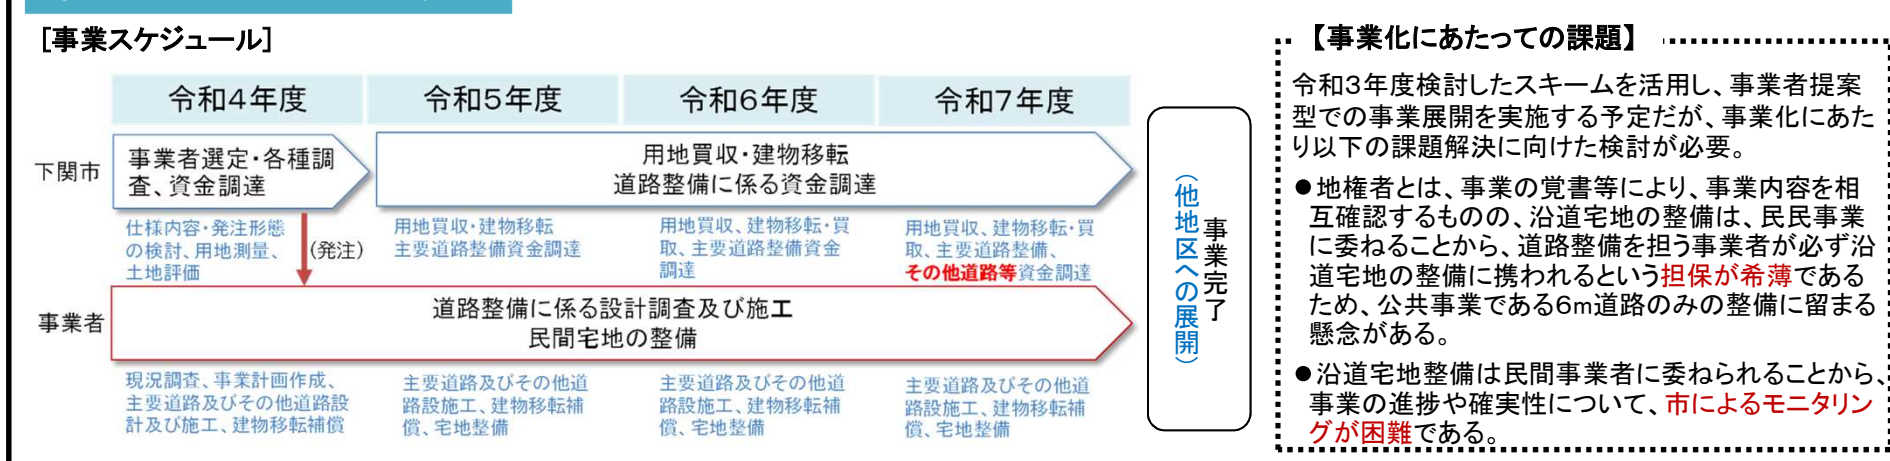 [事業スケジュール]
令和4年度
令和5年度
令和6年度
令和7年度
下関市
事業者選定・各種調
査、資金調達
用地買収・建物移転
道路整備に係る資金調達
仕様内容・発注形態
の検討、用地測量、
土地評価
(発注)
用地買収・建物移転
主要道路整備資金調達
用地買収、建物移転・買
取、主要道路整備資金
調達
用地買収、建物移転・買
取、主要道路整備、
その他道路等資金調達
事業者
道路整備に係る設計調査及び施工
民間宅地の整備
現況調査、事業計画作成、
主要道路及びその他道路設
計及び施工、建物移転補償
主要道路及びその他道
路設施工、建物移転補
償、宅地整備
主要道路及びその他道
路設施工、建物移転補
償、宅地整備
主要道路及びその他道
路設施工、建物移転補
償、宅地整備
事業完了
(他地区への展開)
【事業化にあたっての課題】
令和3年度検討したスキームを活用し、事業者提案
型での事業展開を実施する予定だが、事業化にあた
り以下の課題解決に向けた検討が必要。
●地権者とは、事業の覚書等により、事業内容を相
互確認するものの、沿道宅地の整備は、民民事業
に委ねることから、道路整備を担う事業者が必ず沿
道宅地の整備に携われるという担保が希薄である
ため、公共事業である6m道路のみの整備に留まる
懸念がある。
●沿道宅地整備は民間事業者に委ねられることから、
事業の進捗や確実性について、市によるモニタリン
グが困難である。